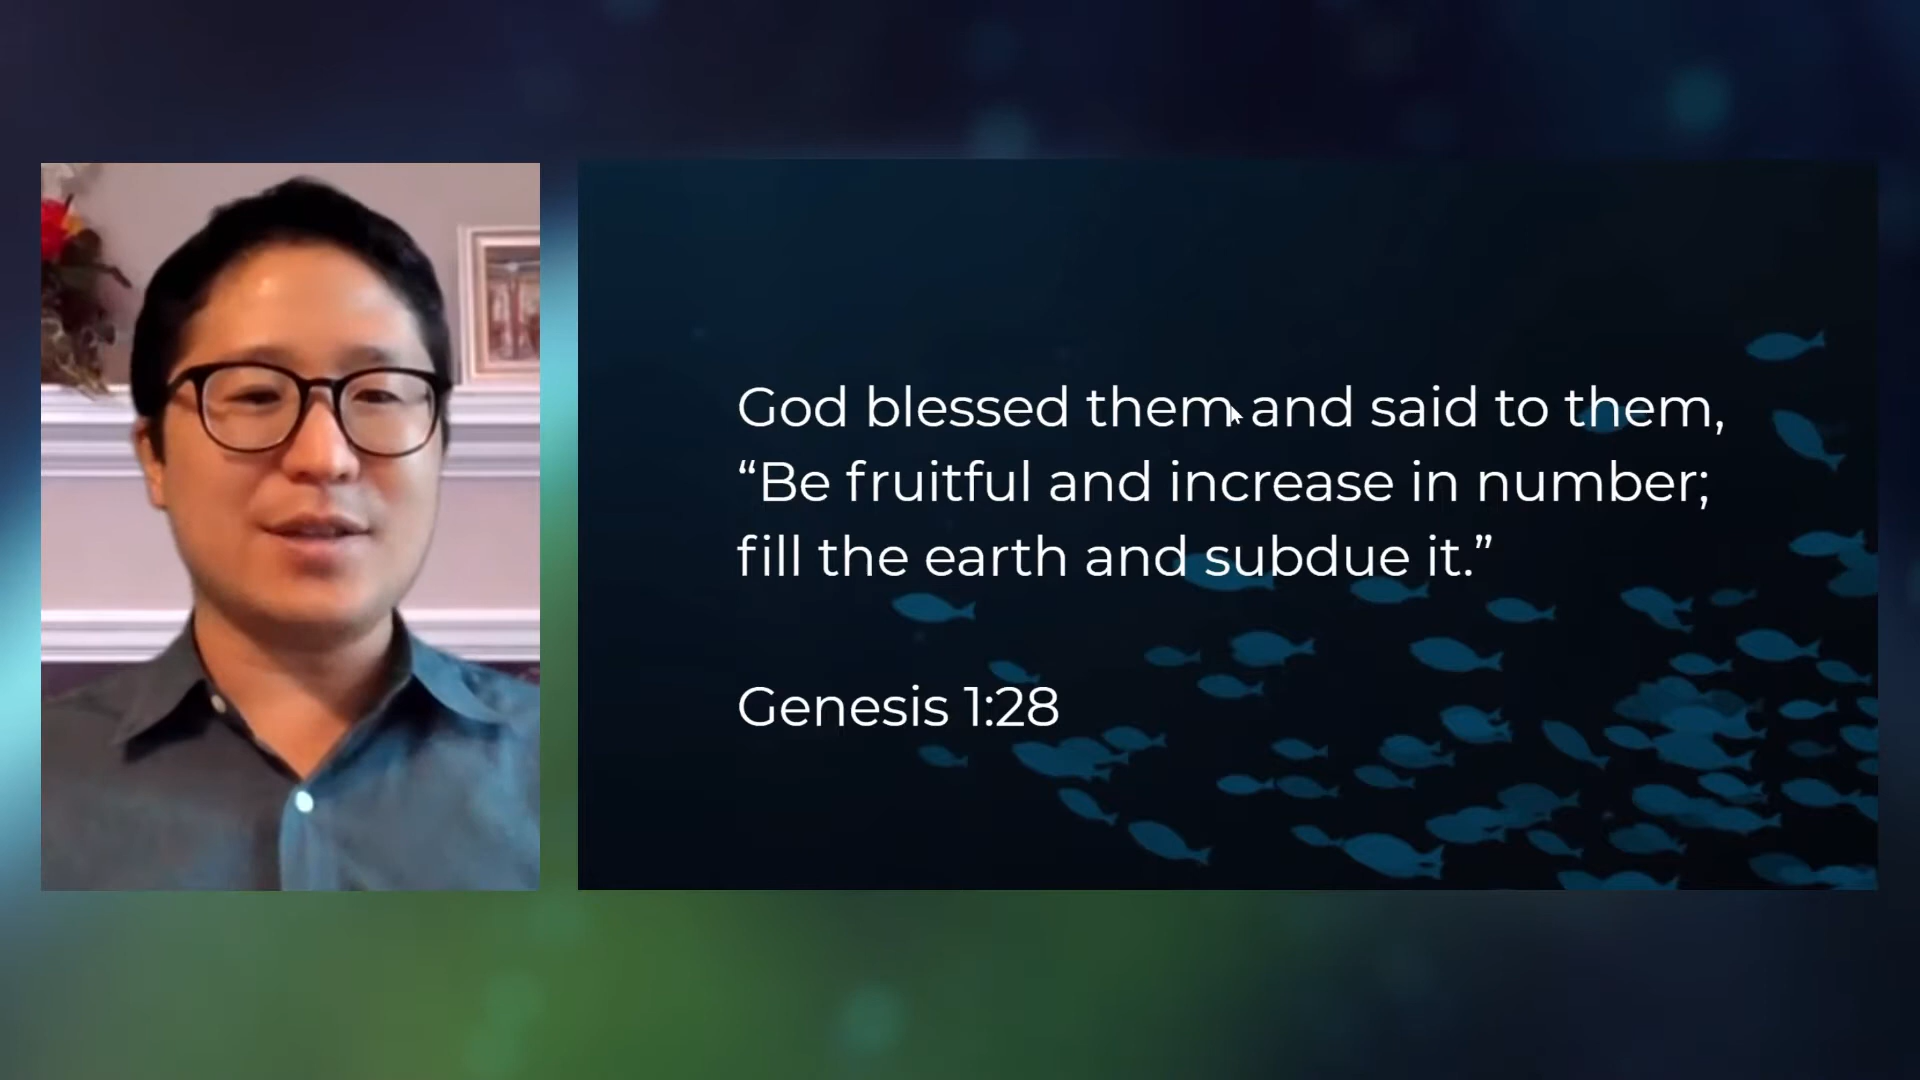 God blessed them and said to them,
“Be fruitful and increase in number;
fill the earth and subdue it.”
Genesis 1:28